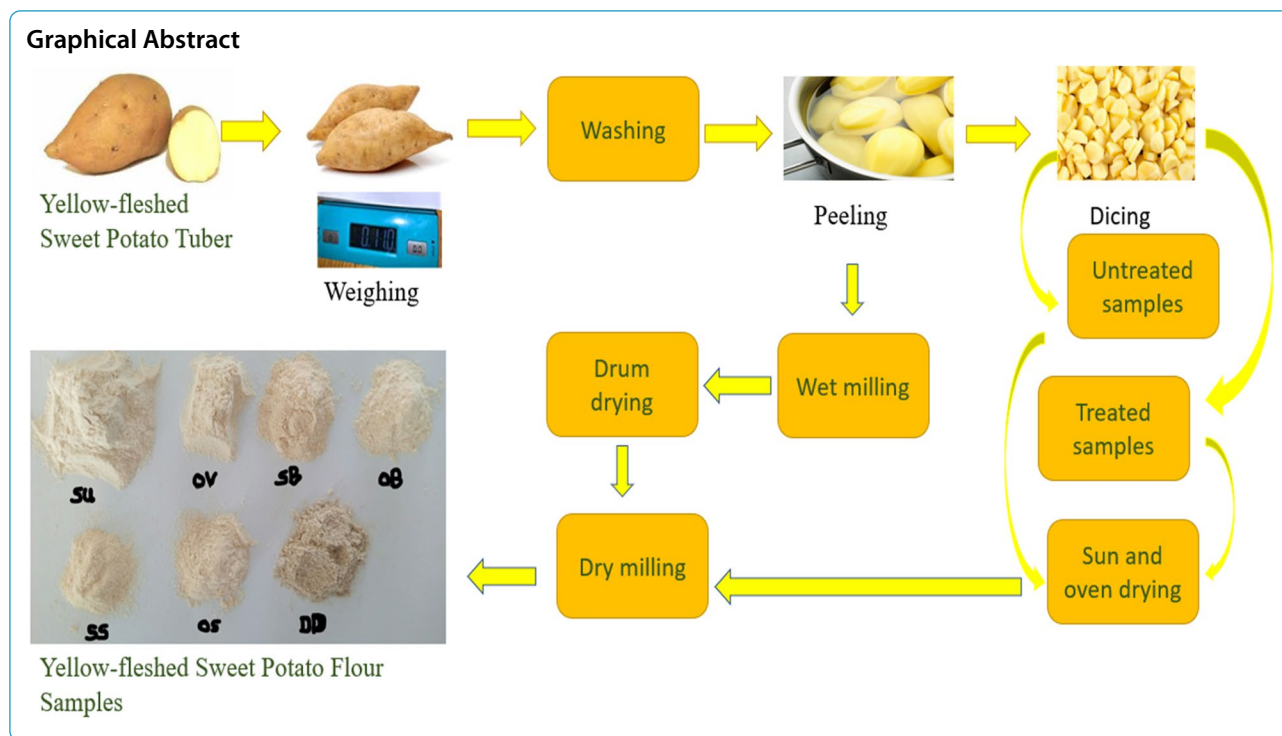 Graphical Abstract
Yellow-fleshed
Sweet Potato Tuber
0.110
Weighing
Washing
Peeling
Dicing
Untreated
samples
Treated
samples
Sun and
oven drying
Wet milling
Drum
drying
Dry milling
SU
OV
SB
OB
SS
OS
DD
Yellow-fleshed Sweet Potato Flour
Samples